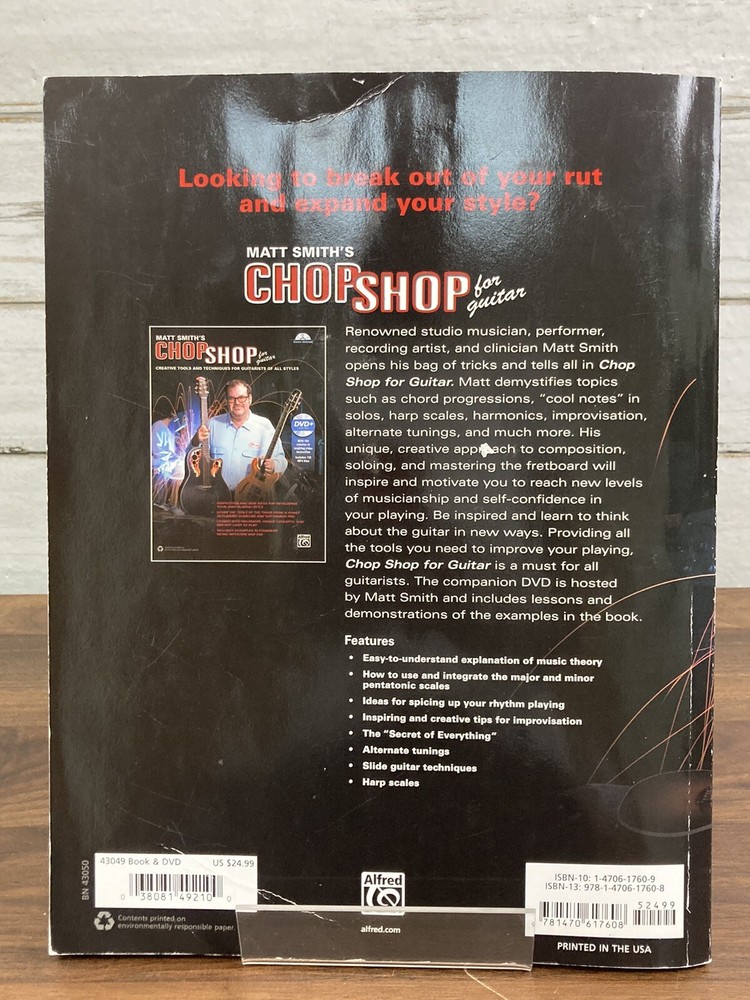 Looking to break out of your rut
and expand your style?
MATT SMITH'S
CHOPSHOP for guitar
MATT SMITH'S
CHOPSHOP for guitar
CREATIVE TOOLS AND TECHNIQUES FOR GUITARISTS OF ALL STYLES
DVD+
Renowned studio musician, performer,
recording artist, and clinician Matt Smith
opens his bag of tricks and tells all in Chop
Shop for Guitar. Matt demystifies topics
such as chord progressions, “cool notes” in
solos, harp scales, harmonics, improvisation,
alternate tunings, and much more. His
unique, creative approach to composition,
soloing, and mastering the fretboard will
inspire and motivate you to reach new levels
of musicianship and self-confidence in
your playing. Be inspired and learn to think
about the guitar in new ways. Providing all
the tools you need to improve your playing,
Chop Shop for Guitar is a must for all
guitarists. The companion DVD is hosted
by Matt Smith and includes lessons and
demonstrations of the examples in the book.
Features
• Easy-to-understand explanation of music theory
• How to use and integrate the major and minor
pentatonic scales
• Ideas for spicing up your rhythm playing
• Inspiring and creative tips for improvisation
• The “Secret of Everything”
• Alternate tunings
• Slide guitar techniques
• Harp scales
BN 43050
43049 Book & DVD US $24.99
0 38081 49210 0
Contents printed on
environmentally responsible paper.
Alfred
alfred.com
ISBN-10: 1-4706-1760-9
ISBN-13: 978-1-4706-1760-8
52499
781470 617608
PRINTED IN THE USA